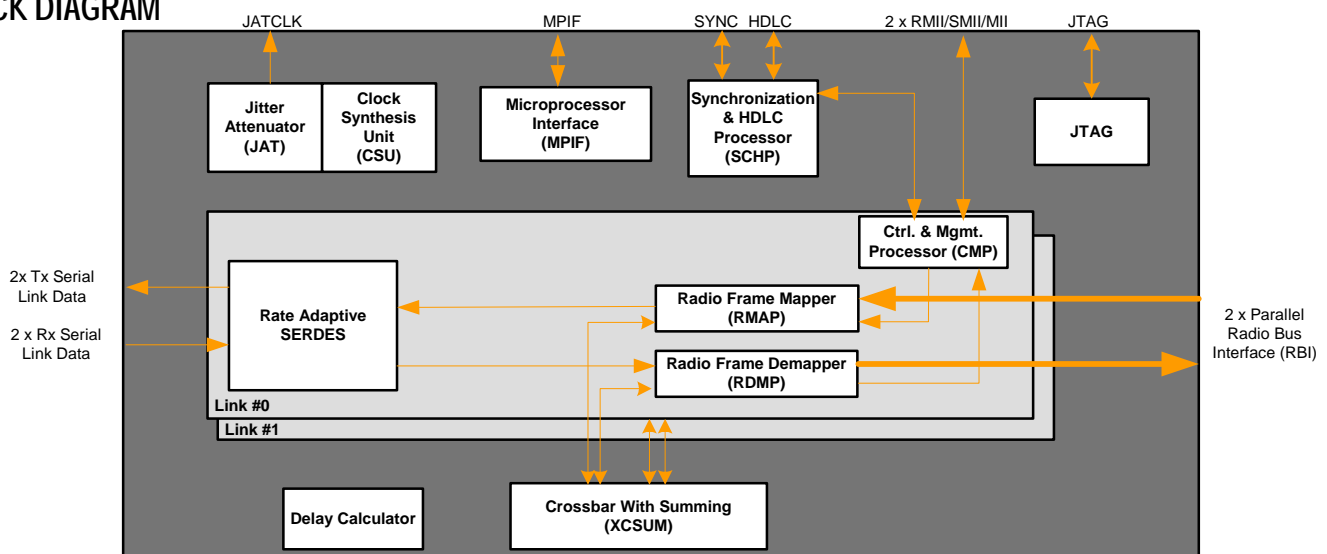 CK DIAGRAM
JATCLK
MPIF
SYNC HDLC
2 x RMII/SMII/MII
JTAG
Jitter
Attenuator
(JAT)
Clock
Synthesis
Unit
(CSU)
Microprocessor
Interface
(MPIF)
Synchronization
& HDLC
Processor
(SCHP)
JTAG
Ctrl. & Mgmt.
Processor (CMP)
2x Tx Serial
Link Data
2 x Rx Serial
Link Data
Rate Adaptive
SERDES
Radio Frame Mapper
(RMAP)
Radio Frame Demapper
(RDMP)
2 x Parallel
Radio Bus
Interface (RBI)
Link #0
Link #1
Delay Calculator
Crossbar With Summing
(XCSUM)